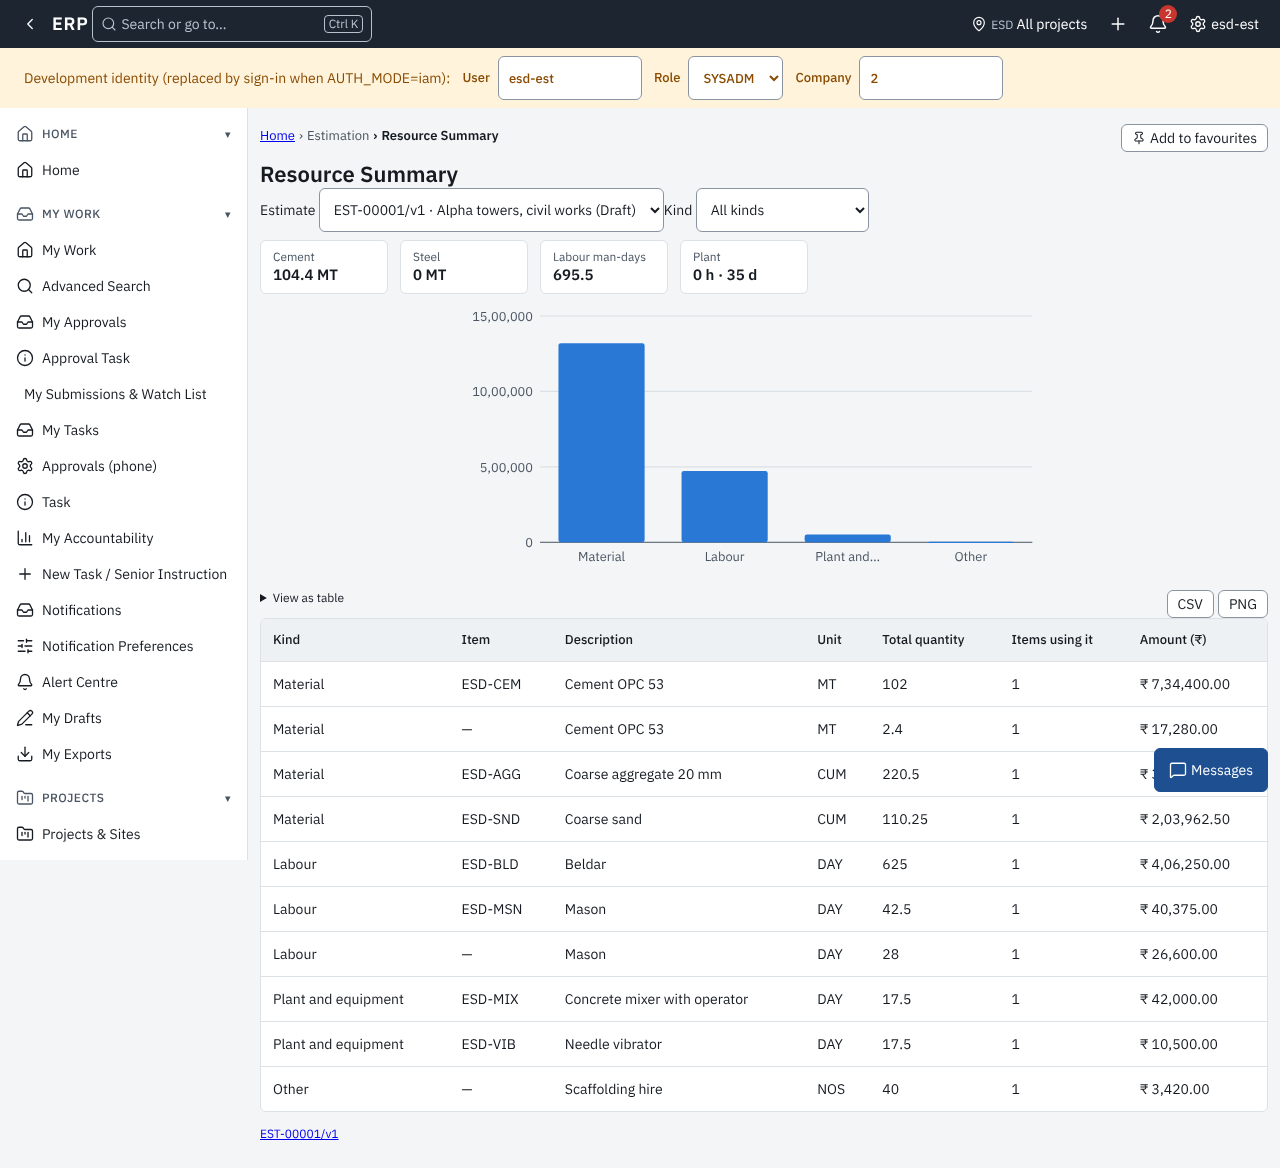 ERP
Search or go to...
Ctrl K
ESD All projects
2
esd-est
Development identity (replaced by sign-in when AUTH_MODE=iam):
User
esd-est
Role
SYSADM
Company
2
HOME
Home
MY WORK
My Work
Advanced Search
My Approvals
Approval Task
My Submissions & Watch List
My Tasks
Approvals (phone)
Task
My Accountability
New Task / Senior Instruction
Notifications
Notification Preferences
Alert Centre
My Drafts
My Exports
PROJECTS
Projects & Sites
Home › Estimation › Resource Summary
Add to favourites
Resource Summary
Estimate
EST-00001/v1 · Alpha towers, civil works (Draft)
Kind
All kinds
Cement
104.4 MT
Steel
0 MT
Labour man-days
695.5
Plant
0 h · 35 d
15,00,000
10,00,000
5,00,000
0
Material
Labour
Plant and...
Other
View as table
CSV
PNG
Kind Item Description Unit Total quantity Items using it Amount (₹)
Material ESD-CEM Cement OPC 53 MT 102 1 ₹ 7,34,400.00
Material — Cement OPC 53 MT 2.4 1 ₹ 17,280.00
Material ESD-AGG Coarse aggregate 20 mm CUM 220.5 1 ₹
Messages
Material ESD-SND Coarse sand CUM 110.25 1 ₹ 2,03,962.50
Labour ESD-BLD Beldar DAY 625 1 ₹ 4,06,250.00
Labour ESD-MSN Mason DAY 42.5 1 ₹ 40,375.00
Labour — Mason DAY 28 1 ₹ 26,600.00
Plant and equipment ESD-MIX Concrete mixer with operator DAY 17.5 1 ₹ 42,000.00
Plant and equipment ESD-VIB Needle vibrator DAY 17.5 1 ₹ 10,500.00
Other — Scaffolding hire NOS 40 1 ₹ 3,420.00
EST-00001/v1